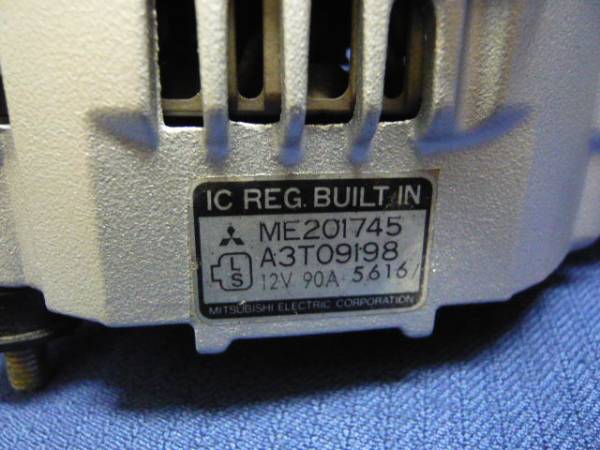 IC REG. BUILT IN
ME201745
A3T09198
L
S
12V 90A 5616/
MITSUBISHI ELECTRIC CORPORATION